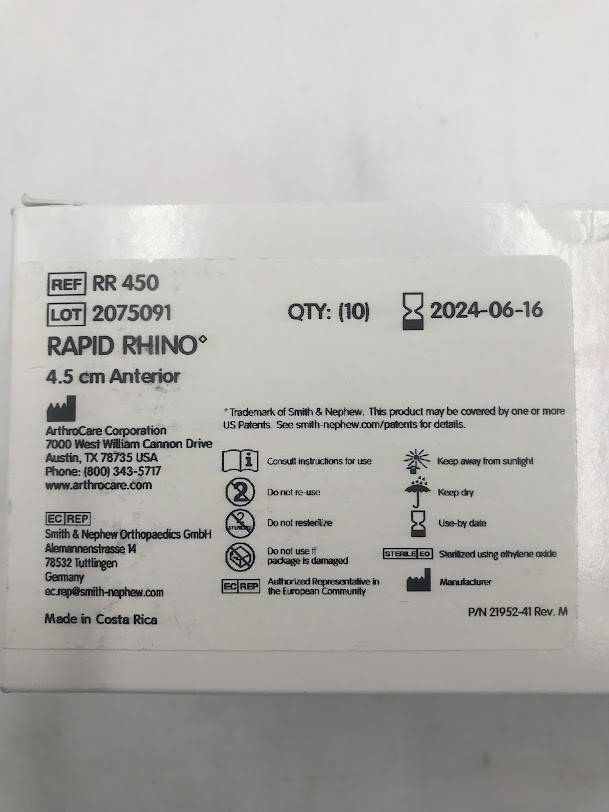 REF RR 450
LOT 2075091
QTY: (10)
2024-06-16
RAPID RHINO◊
4.5 cm Anterior
ArthroCare Corporation
7000 West William Cannon Drive
Austin, TX 78735 USA
Phone: (800) 343-5717
www.arthrocare.com
EC REP
Smith & Nephew Orthopaedics GmbH
Alemannenstrasse 14
78532 Tuttlingen
Germany
ec.rep@smith-nephew.com
Made in Costa Rica
◊Trademark of Smith & Nephew. This product may be covered by one or more
US Patents. See smith-nephew.com/patents for details.
i Consult instructions for use
2 Do not re-use
STERILIZE Do not resterilize
Do not use if
package is damaged
EC REP Authorized Representative in
the European Community
Keep away from sunlight
Keep dry
Use-by date
STERILE EO Sterilized using ethylene oxide
Manufacturer
P/N 21952-41 Rev. M